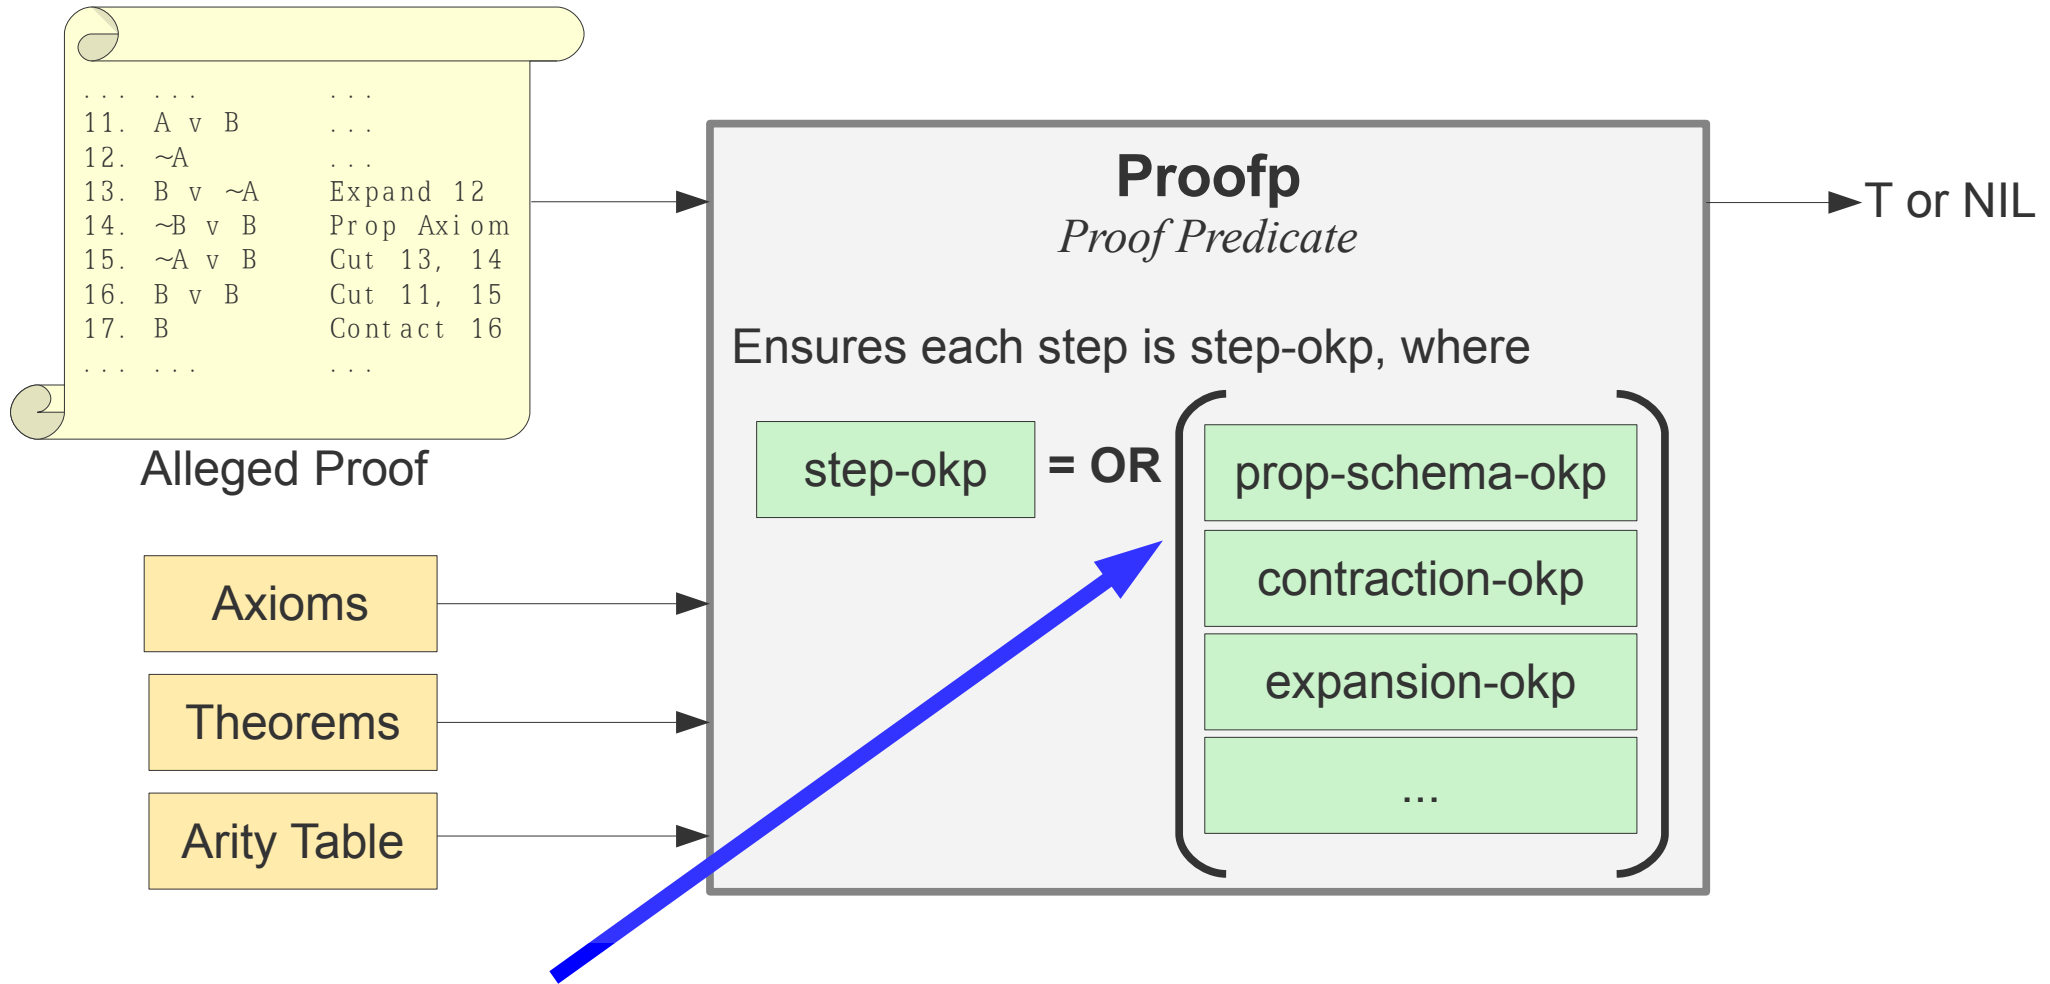 ... ... ...
11. A v B ...
12. ~A ...
13. B v ~A Expand 12
14. ~B v B Prop Axiom
15. ~A v B Cut 13, 14
16. B v B Cut 11, 15
17. B Contact 16
... ... ...
Alleged Proof
Axioms
Theorems
Arity Table
Proofp
Proof Predicate
Ensures each step is step-okp, where
step-okp = OR
prop-schema-okp
contraction-okp
expansion-okp
...
T or NIL